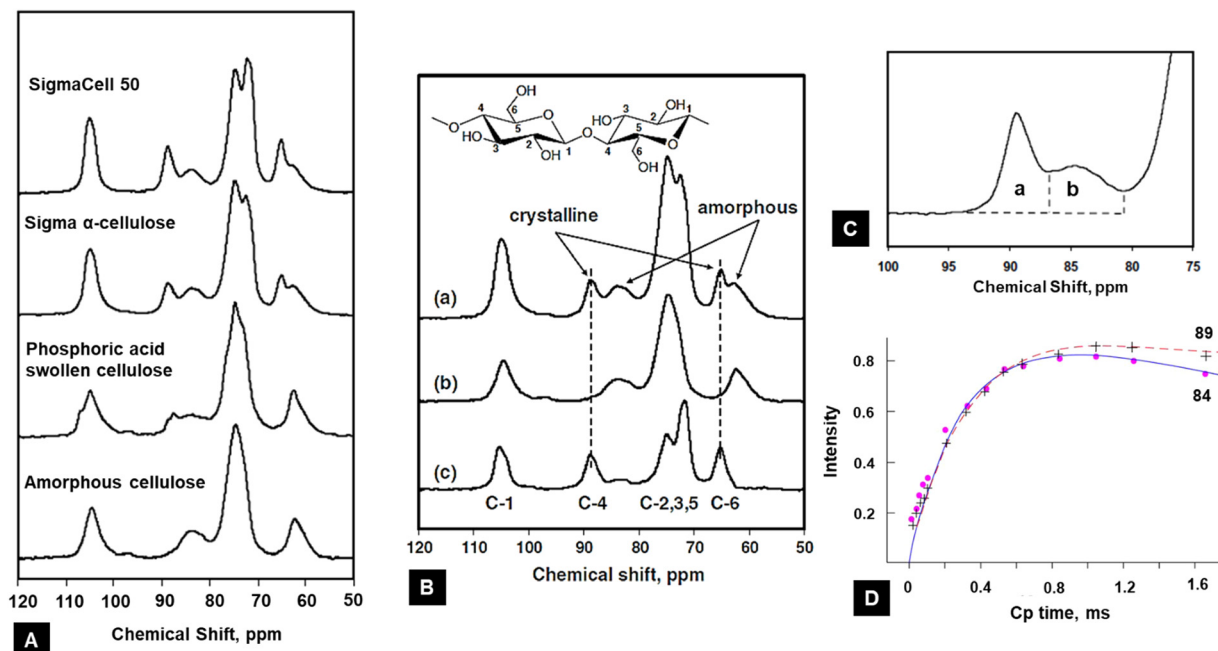 SigmaCell 50
Sigma α-cellulose
Phosphoric acid
swollen cellulose
Amorphous cellulose
120 110 100 90 80 70 60 50
Chemical Shift, ppm
A
OH
6
4
5
O
O
HO
3
2
OH
1
O
3
HO
2
OH
1
4
5
O
6
HO
crystalline
amorphous
(a)
(b)
(c)
C-1 C-4 C-2,3,5 C-6
120 110 100 90 80 70 60 50
Chemical shift, ppm
B
a
b
C
100 95 90 85 80 75
Chemical Shift, ppm
89
84
0.8
0.6
0.4
0.2
Intensity
0 0.4 0.8 1.2 1.6
Cp time, ms
D